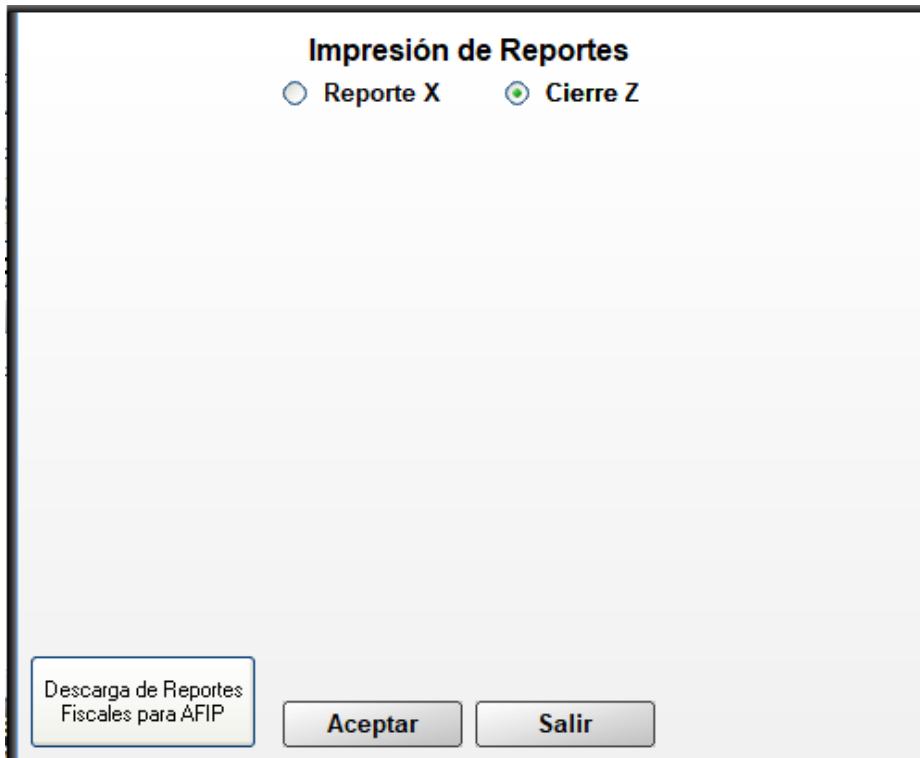 Impresión de Reportes
Reporte X Cierre Z
Descarga de Reportes
Fiscales para AFIP
Aceptar Salir